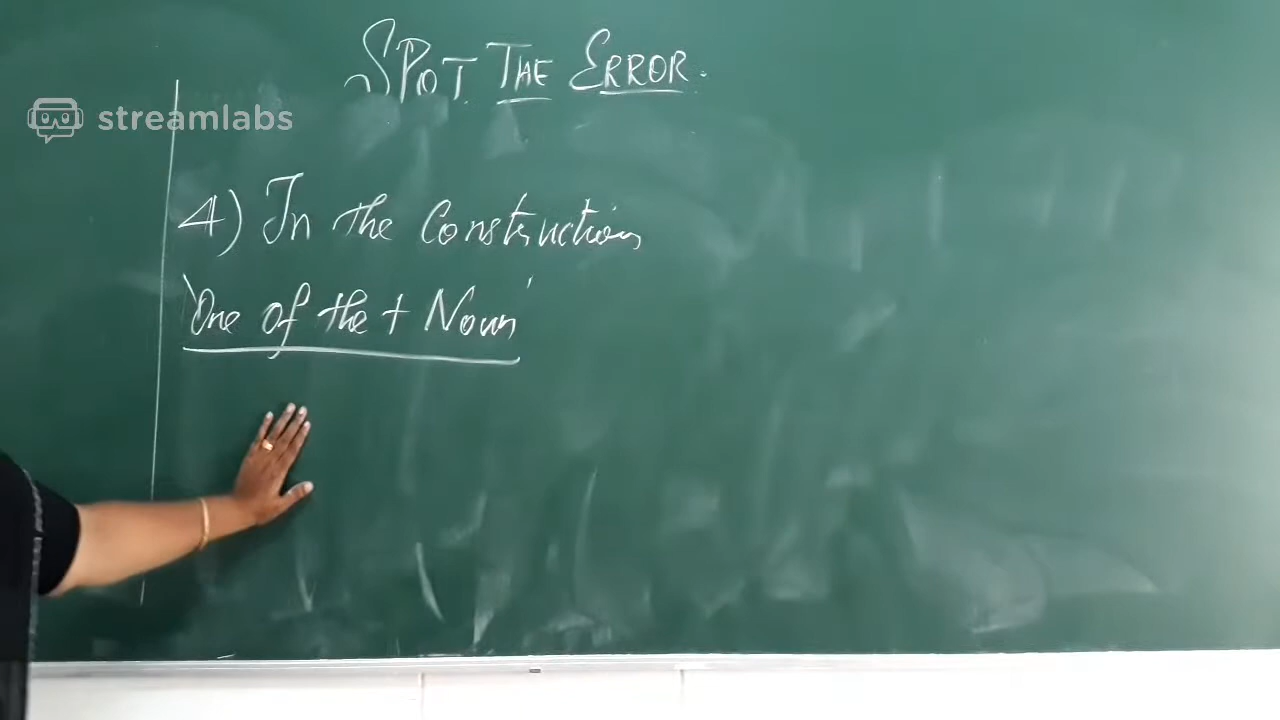 SPOT THE ERROR.
streamlabs
4) In the Construction
'One of the + Noun'